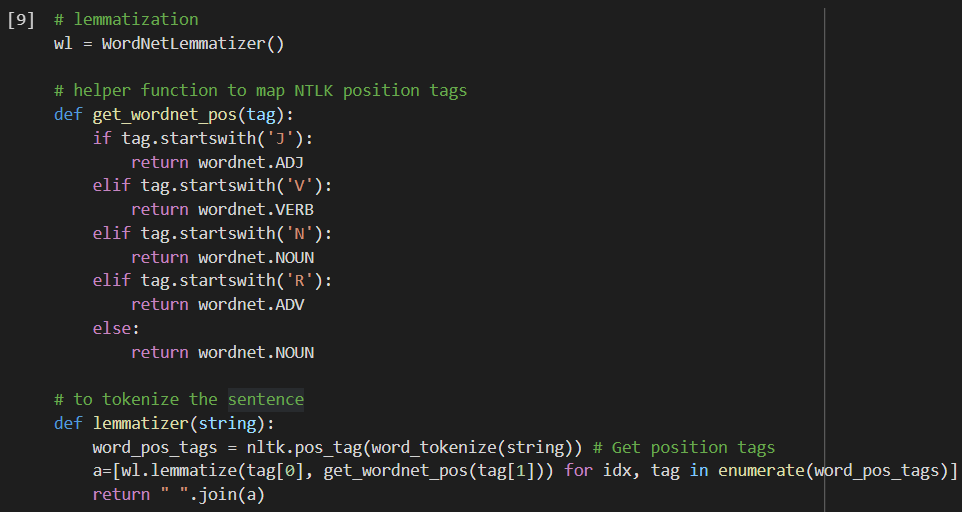 [9] # lemmatization
wl = WordNetLemmatizer()
# helper function to map NTLK position tags
def get_wordnet_pos(tag):
if tag.startswith('J'):
return wordnet.ADJ
elif tag.startswith('V'):
return wordnet.VERB
elif tag.startswith('N'):
return wordnet.NOUN
elif tag.startswith('R'):
return wordnet.ADV
else:
return wordnet.NOUN
# to tokenize the sentence
def lemmatizer(string):
word_pos_tags = nltk.pos_tag(word_tokenize(string)) # Get position tags
a=[wl.lemmatize(tag[0], get_wordnet_pos(tag[1])) for idx, tag in enumerate(word_pos_tags)]
return " ".join(a)